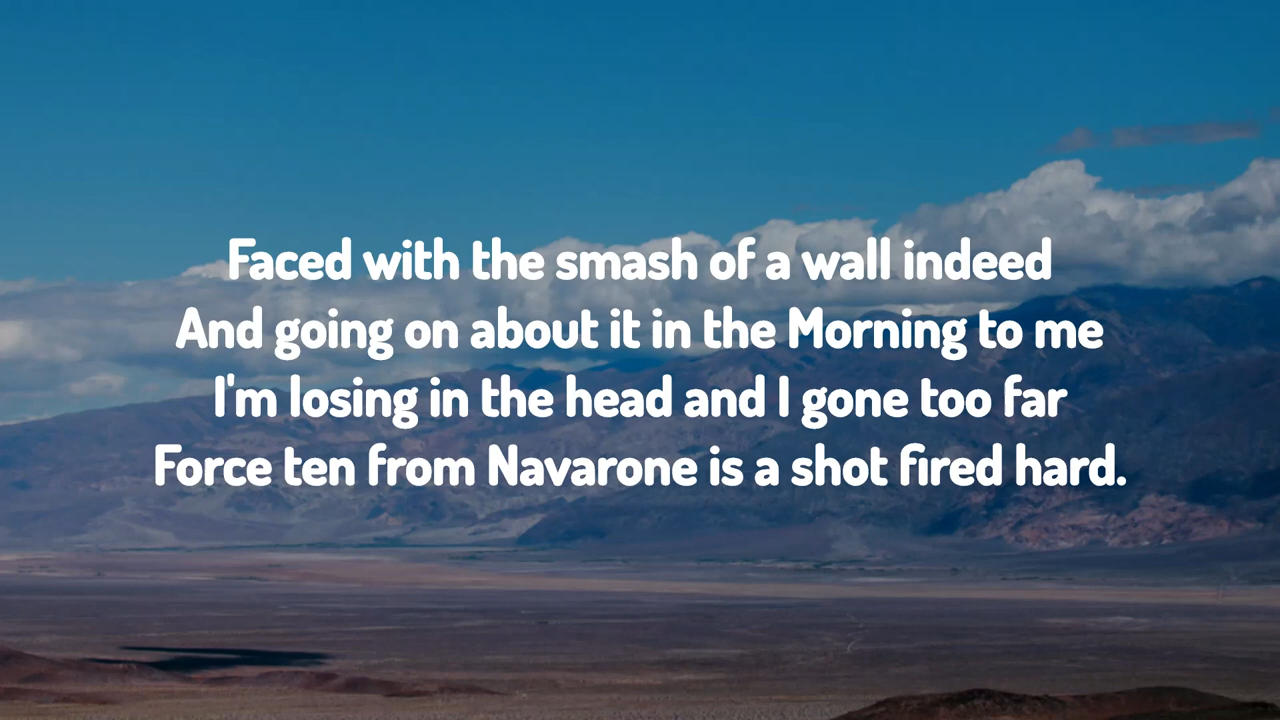 Faced with the smash of a wall indeed
And going on about it in the Morning to me
I'm losing in the head and I gone too far
Force ten from Navarone is a shot fired hard.